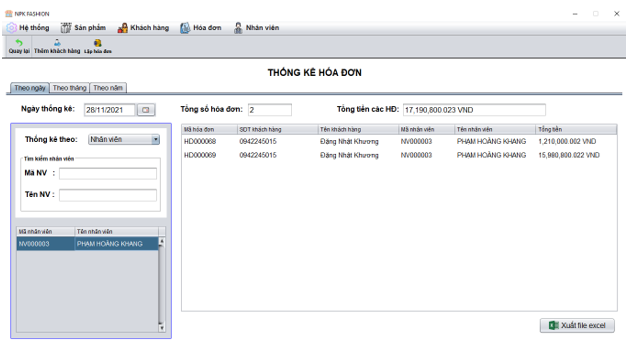 NPK FASHION
Hệ thống Sản phẩm Khách hàng Hóa đơn Nhân viên
Quay lại Thêm khách hàng Lập hóa đơn
THỐNG KÊ HÓA ĐƠN
Theo ngày Theo tháng Theo năm
Ngày thống kê: 28/11/2021 Tổng số hóa đơn: 2 Tổng tiền các HD: 17,190,800.023 VND
Thống kê theo: Nhân viên
Tìm kiếm nhân viên
Mã NV :
Tên NV :
Mã nhân viên Tên nhân viên
NV000003 PHẠM HOÀNG KHANG
Mã hóa đơn SDT khách hàng Tên khách hàng Mã nhân viên Tên nhân viên Tổng tiền
HD000068 0942245015 Đặng Nhật Khương NV000003 PHẠM HOÀNG KHANG 1,210,000.002 VND
HD000069 0942245015 Đặng Nhật Khương NV000003 PHẠM HOÀNG KHANG 15,980,800.022 VND
Xuất file excel